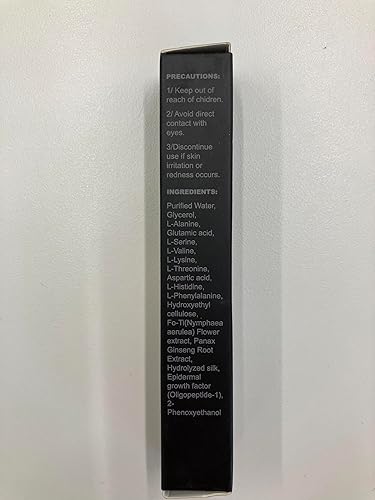 PRECAUTIONS:
1/ Keep out of
reach of chidren.
2/ Avoid direct
contact with
eyes.
3/Discontinue
use if skin
irritation or
redness occurs.
INGREDIENTS:
Purified Water,
Glycerol,
L-Alanine,
Glutamic acid,
L-Serine,
L-Valine,
L-Lysine,
L-Threonine,
Aspartic acid,
L-Histidine,
L-Phenylalanine,
Hydroxyethyl
cellulose,
Fo-Ti(Nymphaea
aerulea) Flower
extract, Panax
Ginseng Root
Extract,
Hydrolyzed silk,
Epidermal
growth factor
(Oligopeptide-1),
2-
Phenoxyethanol